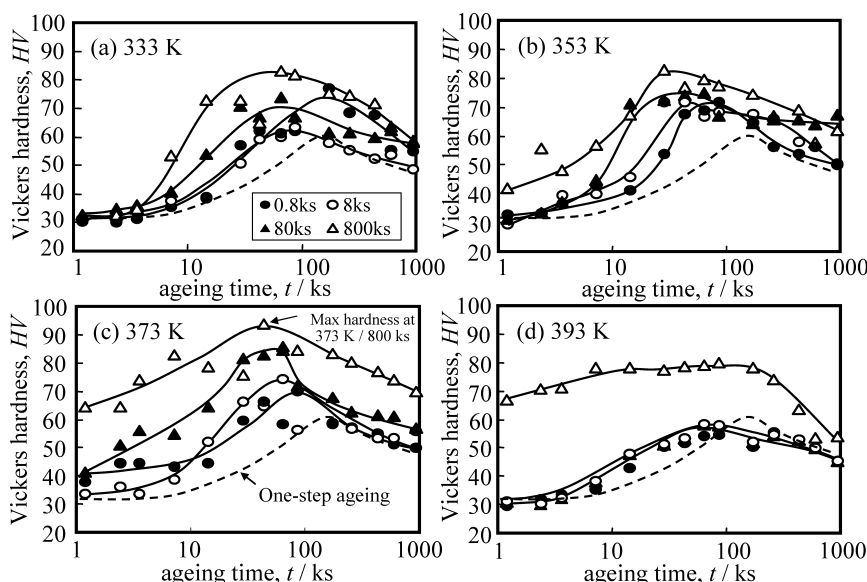 (a) 333 K
Vickers hardness, HV
100
90
80
70
60
50
40
30
20
0.8ks 8ks
80ks 800ks
1 10 100 1000
ageing time, t / ks
(b) 353 K
Vickers hardness, HV
100
90
80
70
60
50
40
30
20
1 10 100 1000
ageing time, t / ks
(c) 373 K
Max hardness at
373 K / 800 ks
Vickers hardness, HV
100
90
80
70
60
50
40
30
20
One-step ageing
1 10 100 1000
ageing time, t / ks
(d) 393 K
Vickers hardness, HV
100
90
80
70
60
50
40
30
20
1 10 100 1000
ageing time, t / ks